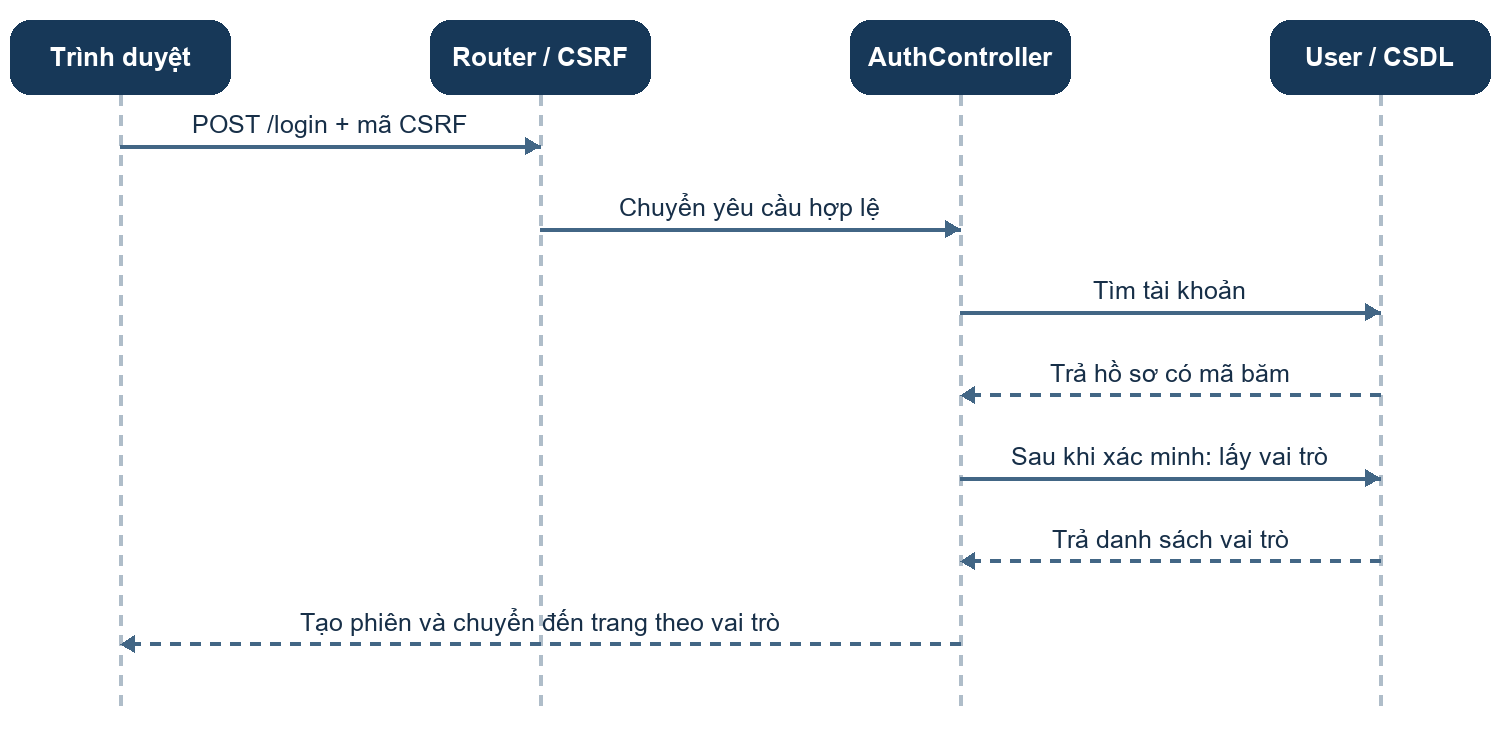 Trình duyệt
Router / CSRF
AuthController
User / CSDL
POST /login + mã CSRF
Chuyển yêu cầu hợp lệ
Tìm tài khoản
Trả hồ sơ có mã băm
Sau khi xác minh: lấy vai trò
Trả danh sách vai trò
Tạo phiên và chuyển đến trang theo vai trò